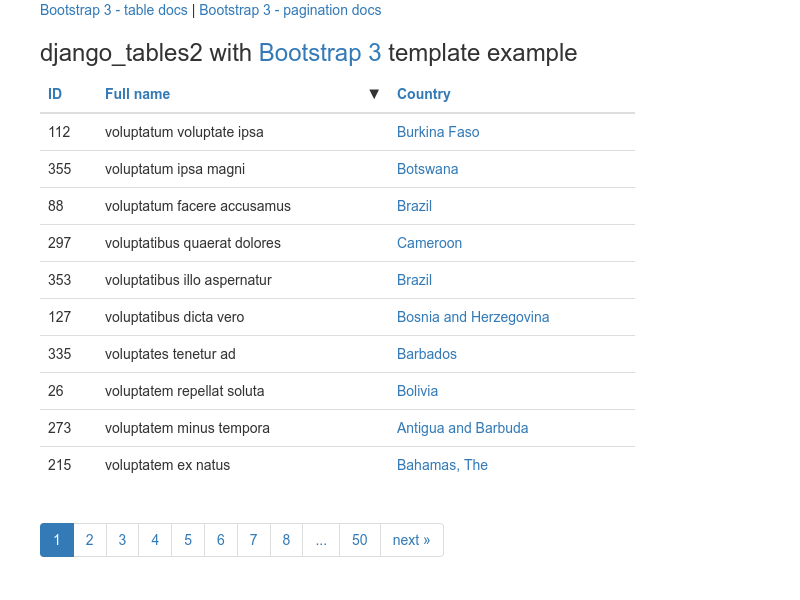 Bootstrap 3 - table docs | Bootstrap 3 - pagination docs
django_tables2 with Bootstrap 3 template example
ID Full name ▼ Country
112 voluptatum voluptate ipsa Burkina Faso
355 voluptatum ipsa magni Botswana
88 voluptatum facere accusamus Brazil
297 voluptatibus quaerat dolores Cameroon
353 voluptatibus illo aspernatur Brazil
127 voluptatibus dicta vero Bosnia and Herzegovina
335 voluptates tenetur ad Barbados
26 voluptatem repellat soluta Bolivia
273 voluptatem minus tempora Antigua and Barbuda
215 voluptatem ex natus Bahamas, The
1 2 3 4 5 6 7 8 ... 50 next »